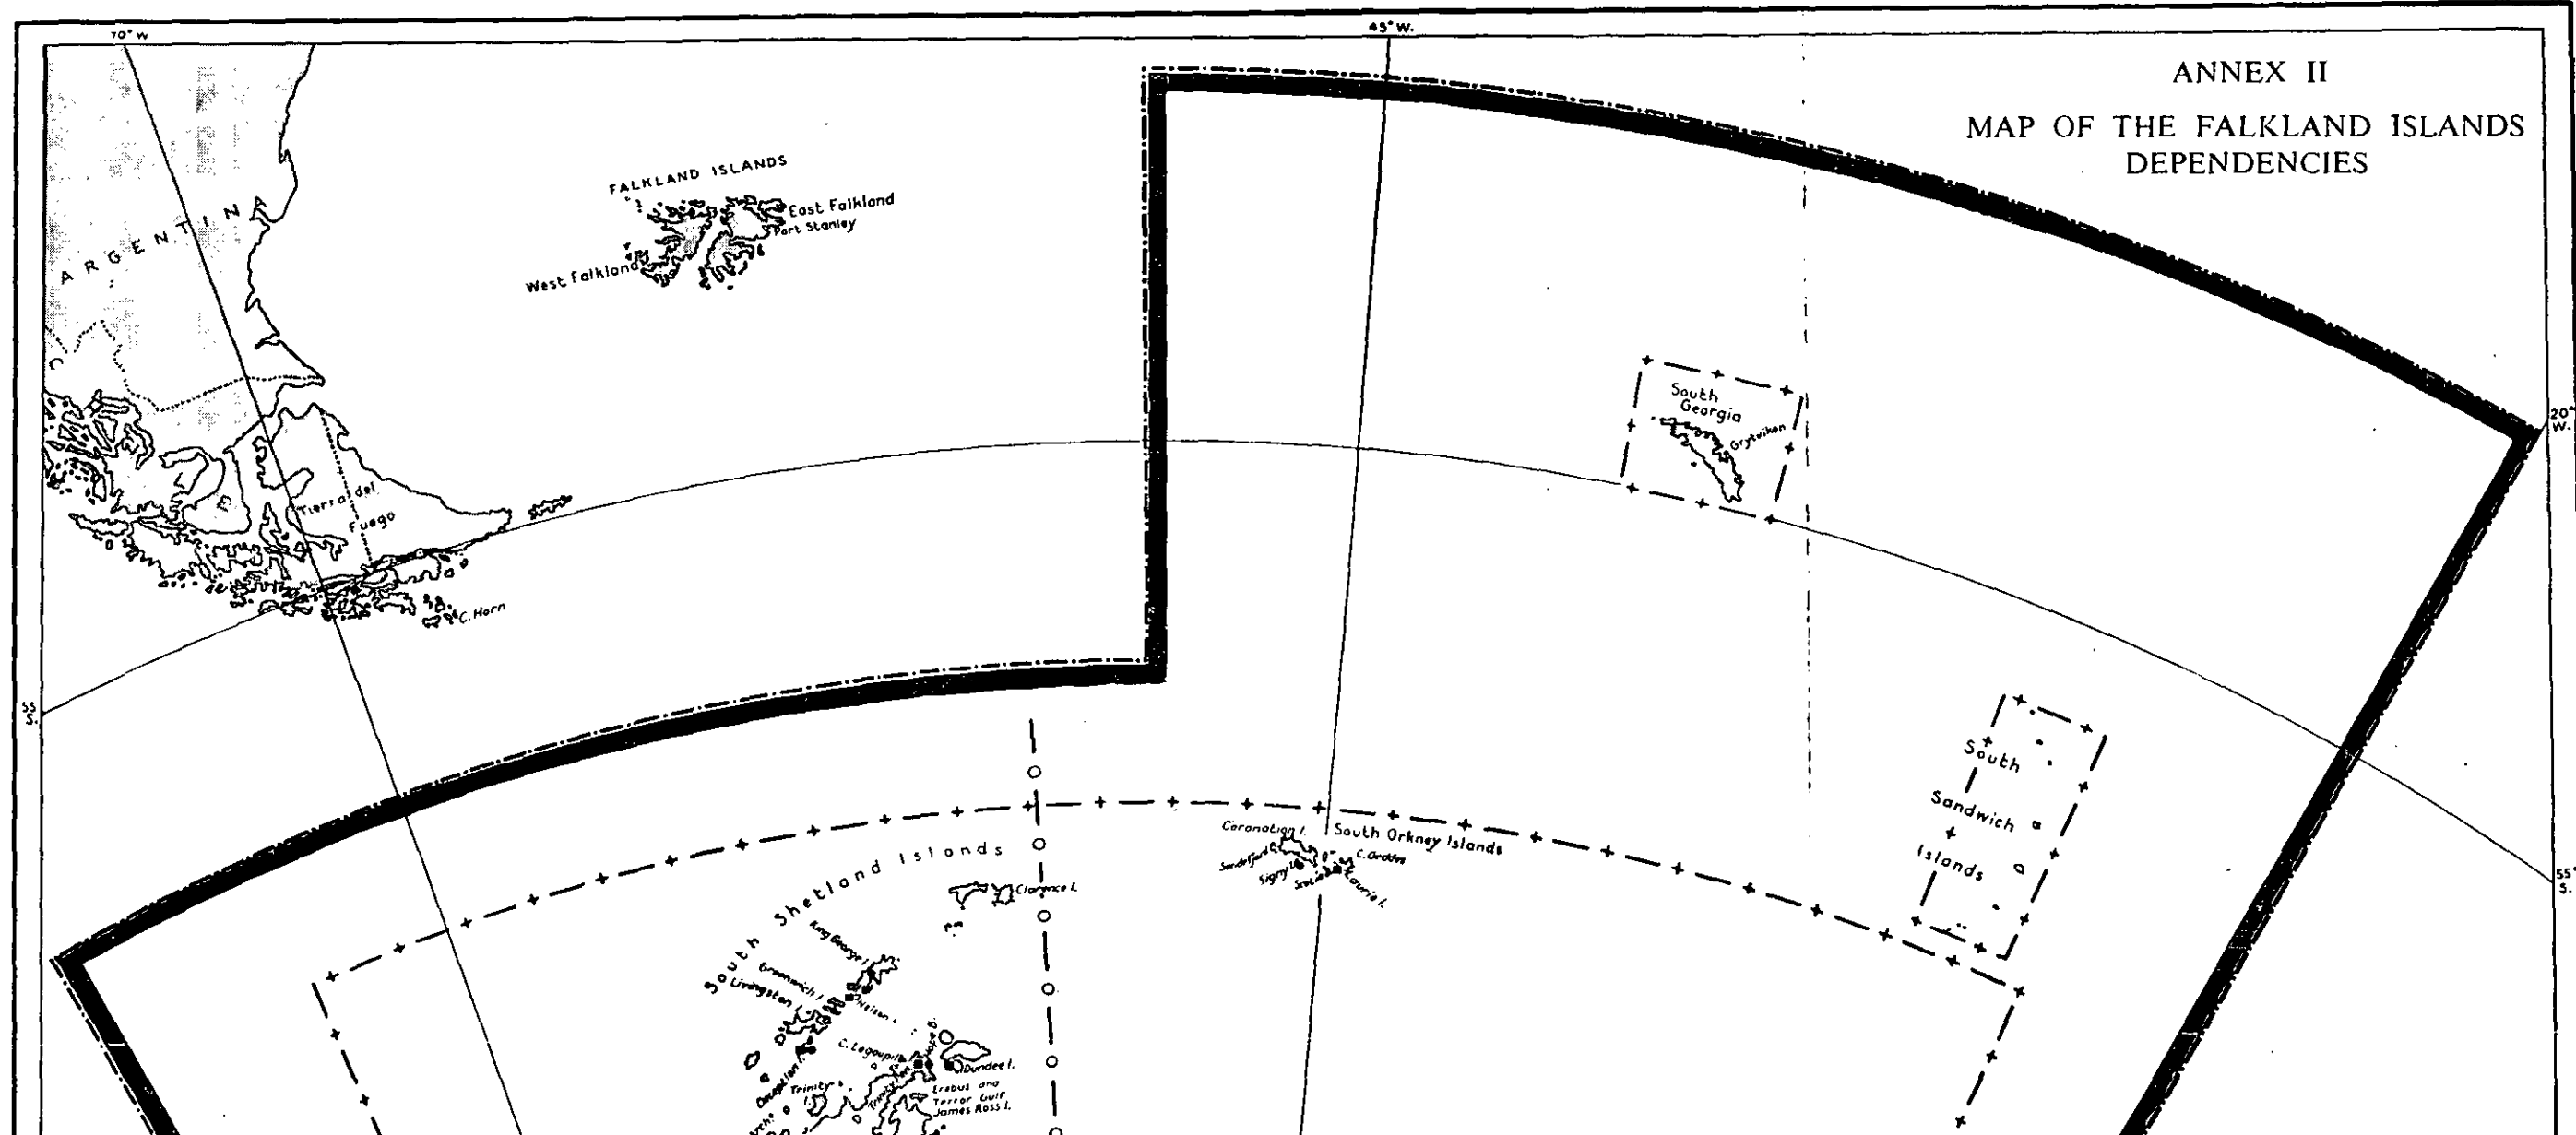 70° W
45° W.
ANNEX II
MAP OF THE FALKLAND ISLANDS
DEPENDENCIES
FALKLAND ISLANDS
East Falkland
Port Stanley
West Falkland
ARGENTINA
C
E
Tierra del
Fuego
C. Horn
South
Georgia
Grytviken
20°
W.
55
S.
55°
S.
South
Sandwich
Islands
South Orkney Islands
Coronation I.
Signy I.
Laurie I.
South Shetland Islands
Clarence I.
King George I.
Greenwich I.
Livingston I.
Nelson
C. Legoupil
Hope B.
Dundee I.
Deception I.
Trinity
I.
Erebus and
Terror Gulf
James Ross I.